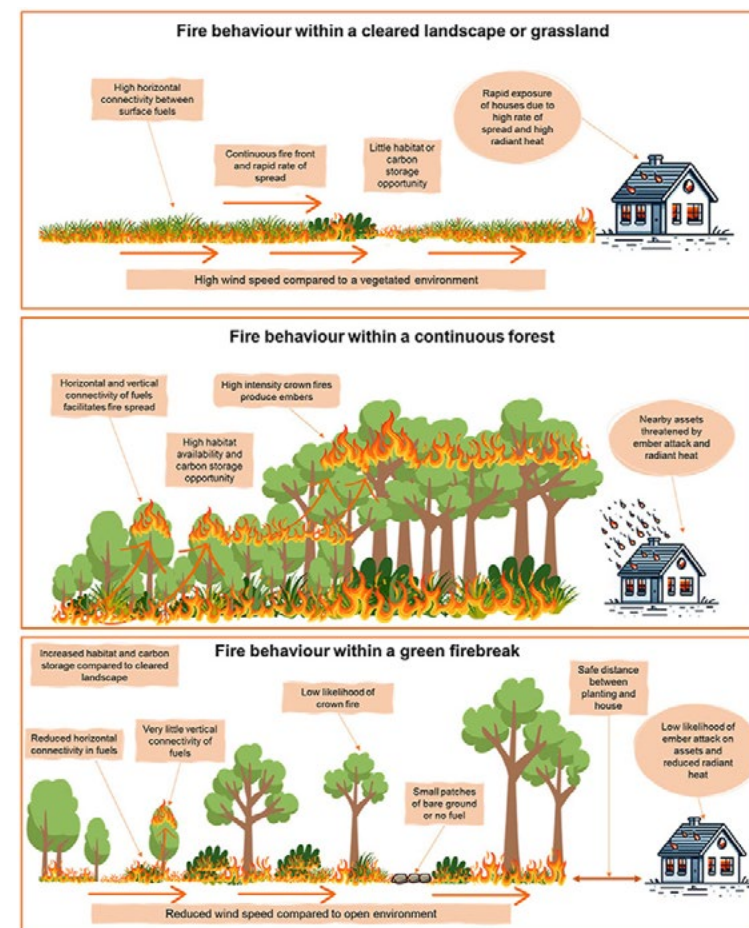 Fire behaviour within a cleared landscape or grassland
High horizontal
connectivity between
surface fuels
Continuous fire front
and rapid rate of
spread
Little habitat or
carbon storage
opportunity
Rapid exposure
of houses due to
high rate of
spread and high
radiant heat
High wind speed compared to a vegetated environment
Fire behaviour within a continuous forest
Horizontal and vertical
connectivity of fuels
facilitates fire spread
High habitat
availability and
carbon storage
opportunity
High intensity crown fires
produce embers
Nearby assets
threatened by
ember attack and
radiant heat
Fire behaviour within a green firebreak
Increased habitat and carbon
storage compared to cleared
landscape
Reduced horizontal
connectivity in fuels
Very little vertical
connectivity of
fuels
Low likelihood of
crown fire
Small patches
of bare ground
or no fuel
Safe distance
between
planting and
house
Low likelihood of
ember attack on
assets and
reduced radiant
heat
Reduced wind speed compared to open environment